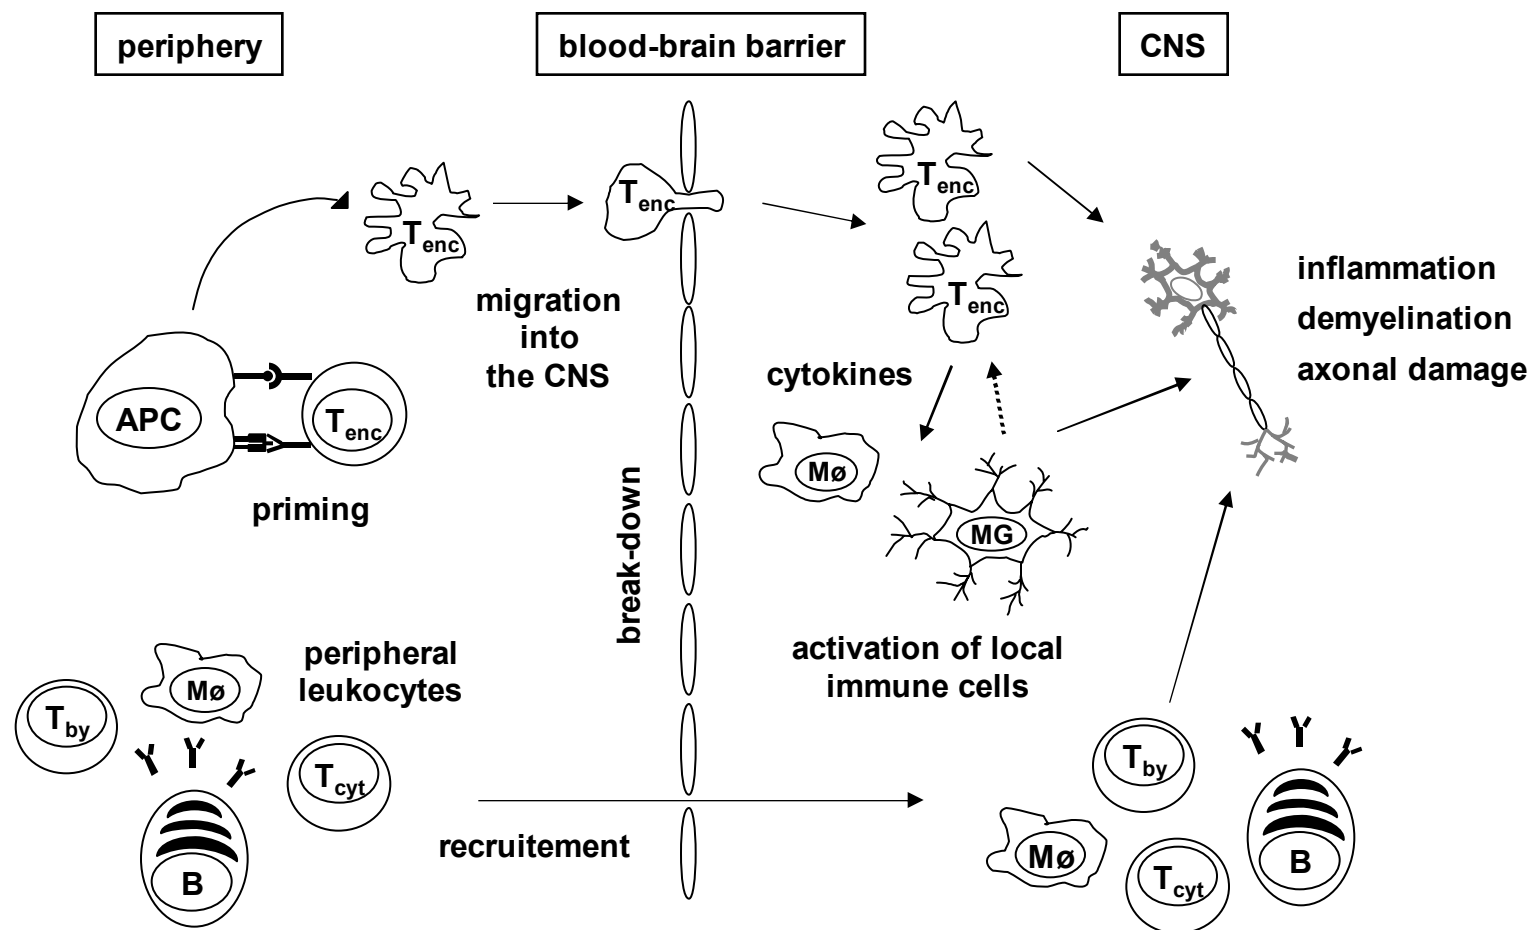 periphery
blood-brain barrier
CNS
Tenc
Tenc
Tenc
Tenc
migration
into
the CNS
inflammation
demyelination
axonal damage
APC
Tenc
priming
cytokines
Mø
MG
break-down
activation of local
immune cells
peripheral
leukocytes
Mø
Tby
Tcyt
B
recruitement
Tby
Mø
Tcyt
B